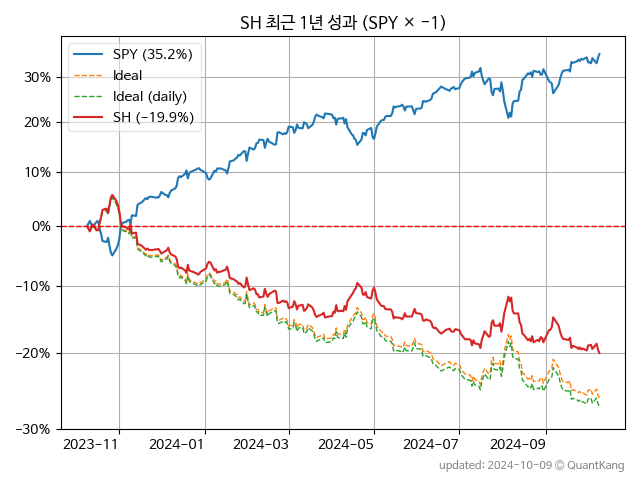 SH 최근 1년 성과 (SPY × −1)
SPY (35.2%)
Ideal
Ideal (daily)
SH (−19.9%)
30%
20%
10%
0%
−10%
−20%
−30%
2023−11 2024−01 2024−03 2024−05 2024−07 2024−09
updated: 2024−10−09 © QuantKang